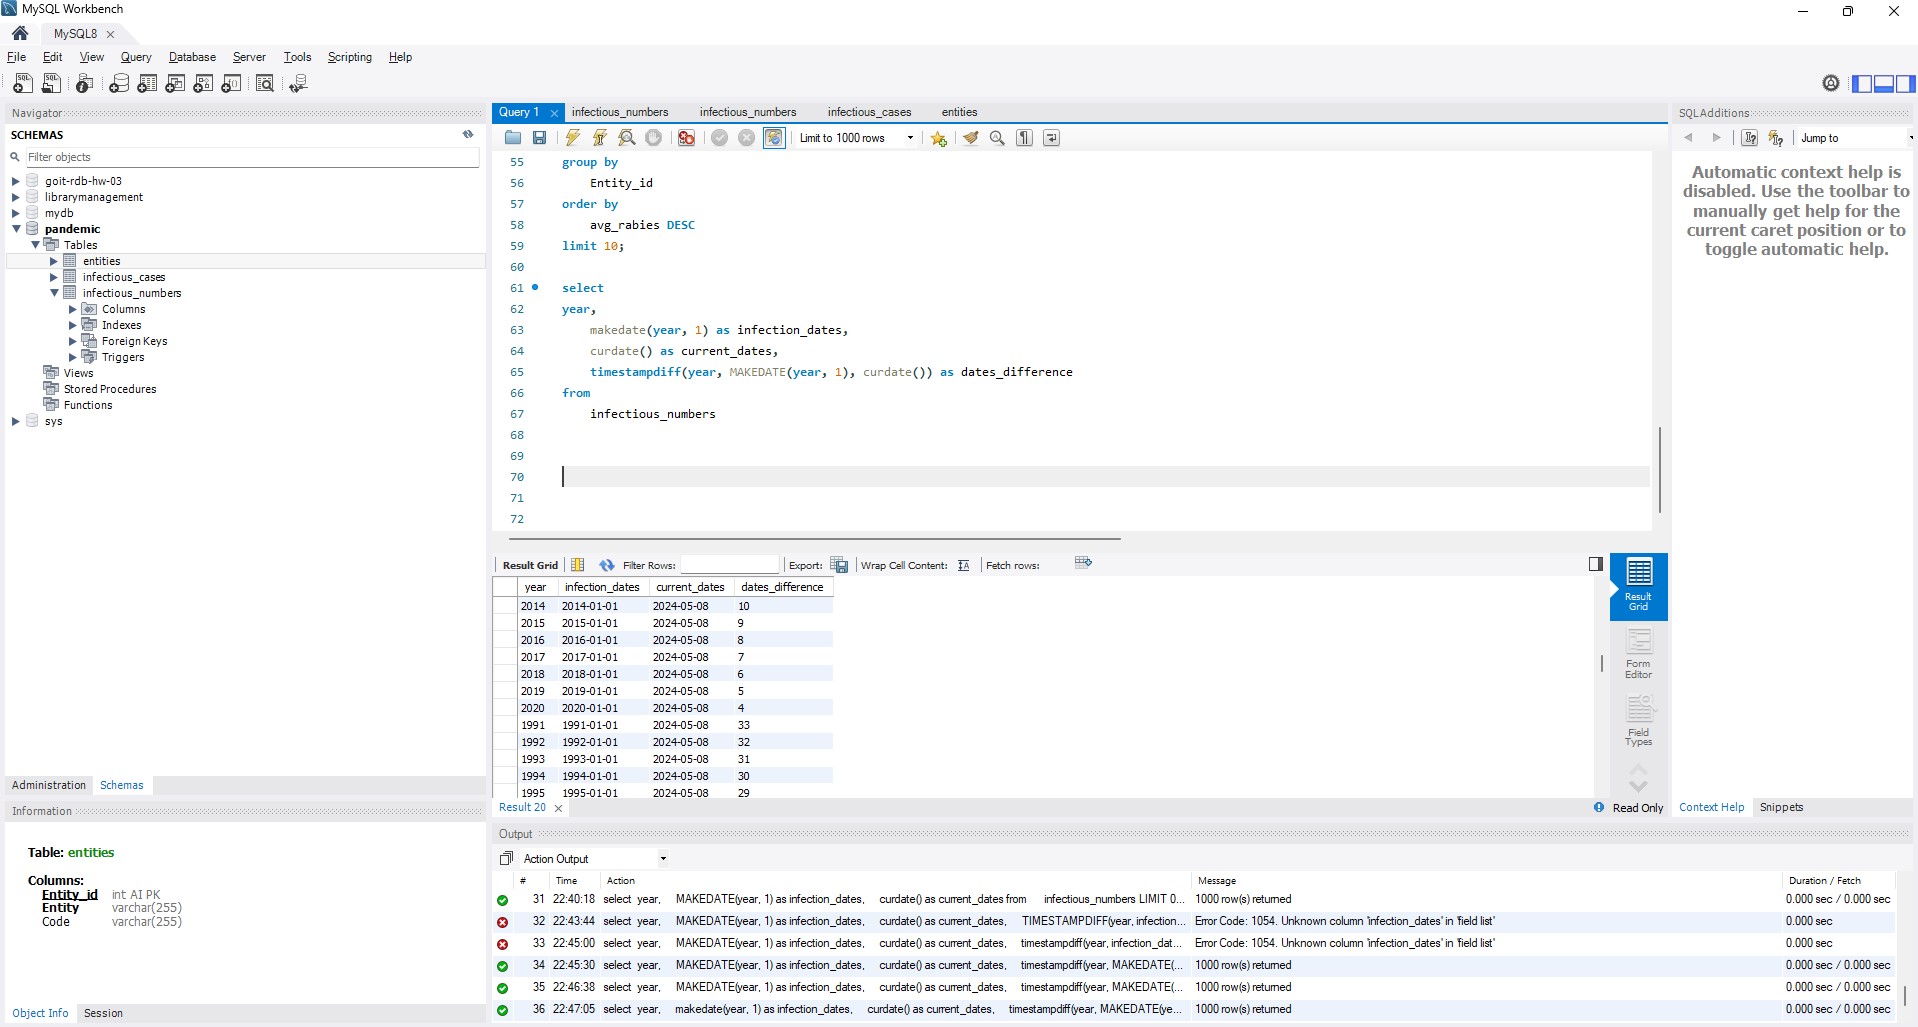 MySQL Workbench
MySQL8
File Edit View Query Database Server Tools Scripting Help
Navigator
SCHEMAS
Filter objects
goit-rdb-hw-03
librarymanagement
mydb
pandemic
Tables
entities
infectious_cases
infectious_numbers
Columns
Indexes
Foreign Keys
Triggers
Views
Stored Procedures
Functions
sys
Administration Schemas
Information
Table: entities
Columns:
Entity_id int AI PK
Entity varchar(255)
Code varchar(255)
Object Info Session
Query 1 infectious_numbers infectious_numbers infectious_cases entities
Limit to 1000 rows
55 group by
56 Entity_id
57 order by
58 avg_rabies DESC
59 limit 10;
60
61 select
62 year,
63 makedate(year, 1) as infection_dates,
64 curdate() as current_dates,
65 timestampdiff(year, MAKEDATE(year, 1), curdate()) as dates_difference
66 from
67 infectious_numbers
68
69
70
71
72
Result Grid Filter Rows: Export: Wrap Cell Content: Fetch rows:
year infection_dates current_dates dates_difference
2014 2014-01-01 2024-05-08 10
2015 2015-01-01 2024-05-08 9
2016 2016-01-01 2024-05-08 8
2017 2017-01-01 2024-05-08 7
2018 2018-01-01 2024-05-08 6
2019 2019-01-01 2024-05-08 5
2020 2020-01-01 2024-05-08 4
1991 1991-01-01 2024-05-08 33
1992 1992-01-01 2024-05-08 32
1993 1993-01-01 2024-05-08 31
1994 1994-01-01 2024-05-08 30
1995 1995-01-01 2024-05-08 29
Result Grid
Form Editor
Field Types
Result 20
Read Only
SQLAdditions
Jump to
Automatic context help is
disabled. Use the toolbar to
manually get help for the
current caret position or to
toggle automatic help.
Context Help Snippets
Output
Action Output
# Time Action Message Duration / Fetch
31 22:40:18 select year, MAKEDATE(year, 1) as infection_dates, curdate() as current_dates from infectious_numbers LIMIT 0... 1000 row(s) returned 0.000 sec / 0.000 sec
32 22:43:44 select year, MAKEDATE(year, 1) as infection_dates, curdate() as current_dates, TIMESTAMPDIFF(year, infection... Error Code: 1054. Unknown column 'infection_dates' in 'field list' 0.000 sec
33 22:45:00 select year, MAKEDATE(year, 1) as infection_dates, curdate() as current_dates, timestampdiff(year, infection_dat... Error Code: 1054. Unknown column 'infection_dates' in 'field list' 0.000 sec
34 22:45:30 select year, MAKEDATE(year, 1) as infection_dates, curdate() as current_dates, timestampdiff(year, MAKEDATE(... 1000 row(s) returned 0.000 sec / 0.000 sec
35 22:46:38 select year, MAKEDATE(year, 1) as infection_dates, curdate() as current_dates, timestampdiff(year, MAKEDATE(... 1000 row(s) returned 0.000 sec / 0.000 sec
36 22:47:05 select year, makedate(year, 1) as infection_dates, curdate() as current_dates, timestampdiff(year, MAKEDATE(ye... 1000 row(s) returned 0.000 sec / 0.000 sec